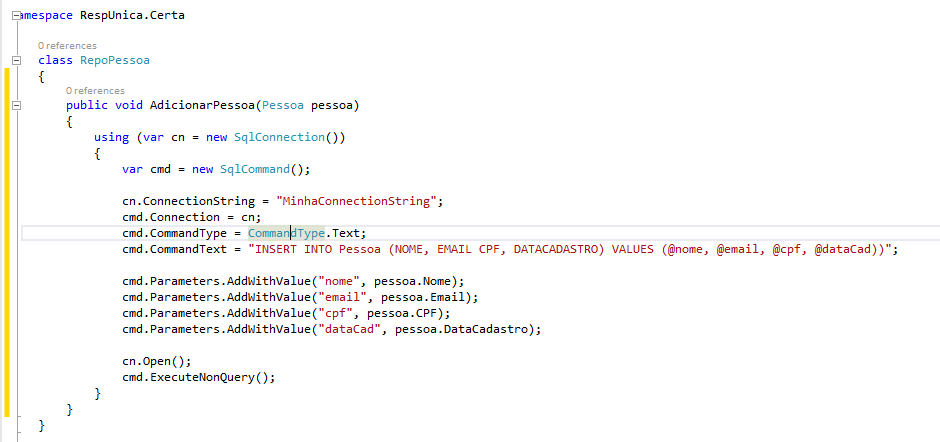 namespace RespUnica.Certa
0 references
class RepoPessoa
{
0 references
public void AdicionarPessoa(Pessoa pessoa)
{
using (var cn = new SqlConnection())
{
var cmd = new SqlCommand();
cn.ConnectionString = "MinhaConnectionString";
cmd.Connection = cn;
cmd.CommandType = CommandType.Text;
cmd.CommandText = "INSERT INTO Pessoa (NOME, EMAIL CPF, DATACADASTRO) VALUES (@nome, @email, @cpf, @dataCad))";
cmd.Parameters.AddWithValue("nome", pessoa.Nome);
cmd.Parameters.AddWithValue("email", pessoa.Email);
cmd.Parameters.AddWithValue("cpf", pessoa.CPF);
cmd.Parameters.AddWithValue("dataCad", pessoa.DataCadastro);
cn.Open();
cmd.ExecuteNonQuery();
}
}
}